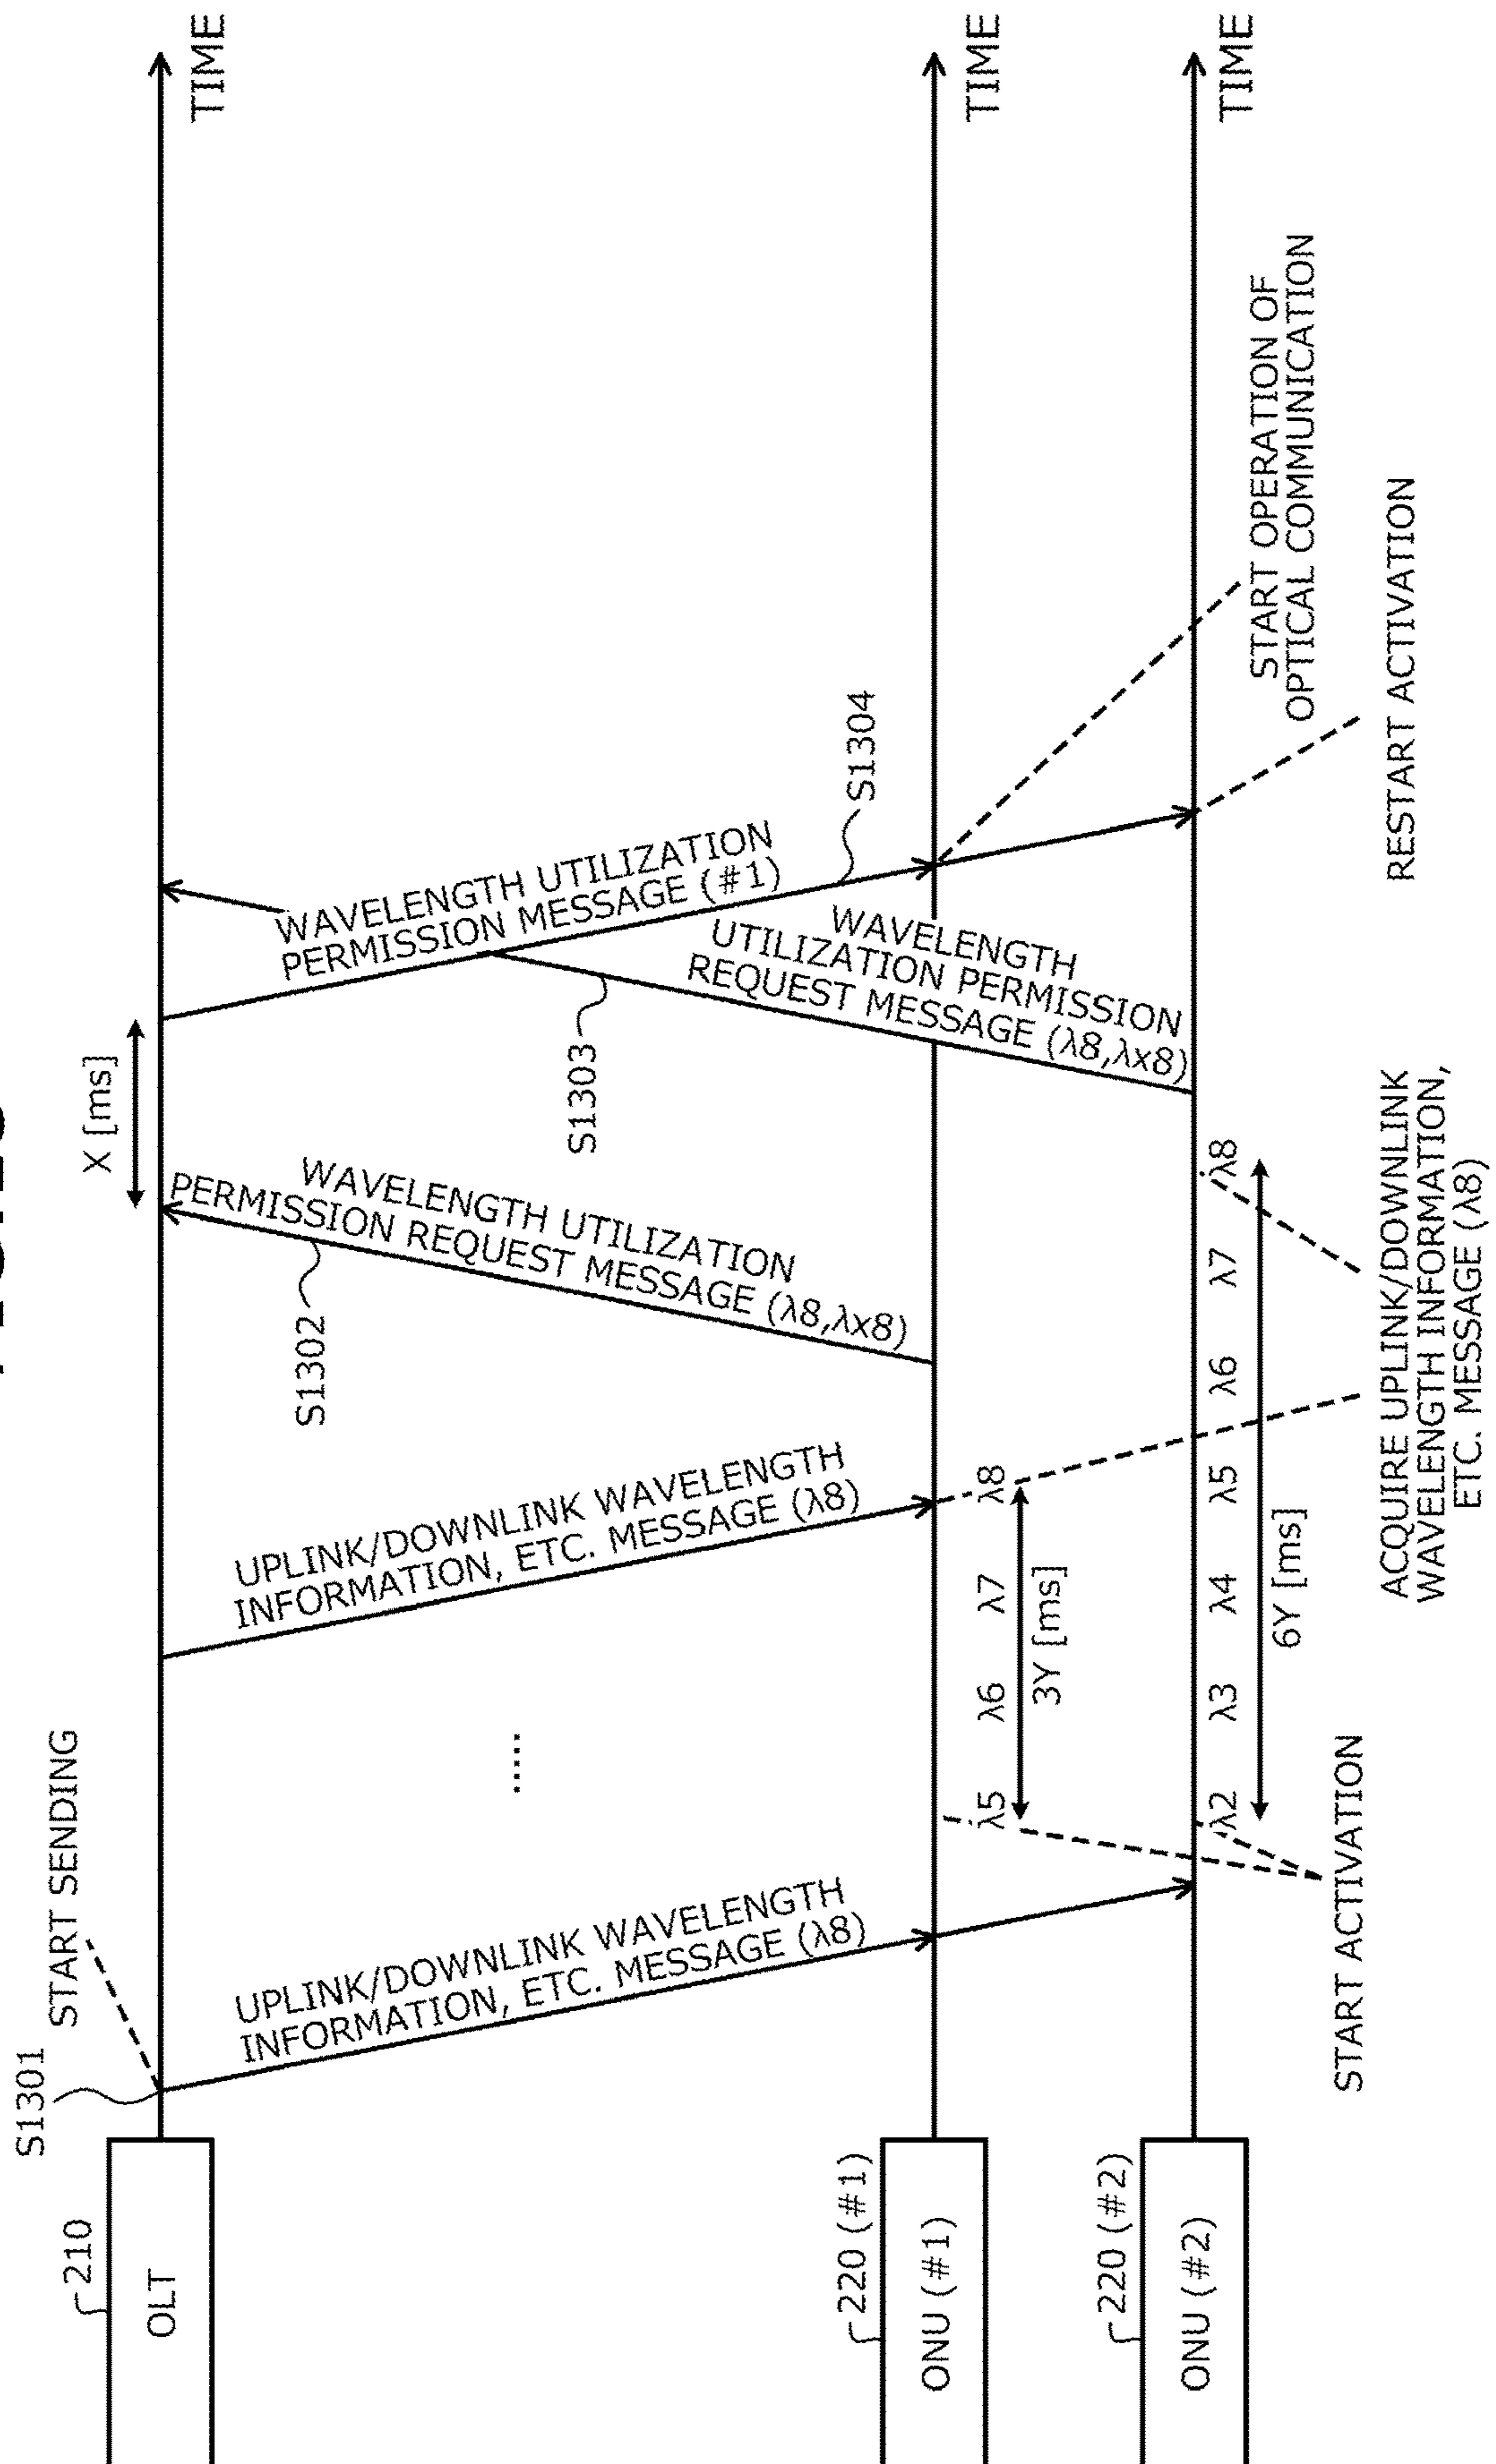 S1301
START SENDING
X [ms]
210
OLT
TIME
UPLINK/DOWNLINK WAVELENGTH
INFORMATION, ETC. MESSAGE (λ8)
.....
UPLINK/DOWNLINK WAVELENGTH
INFORMATION, ETC. MESSAGE (λ8)
S1302
WAVELENGTH UTILIZATION
PERMISSION REQUEST MESSAGE (λ8,λx8)
S1303
WAVELENGTH UTILIZATION
PERMISSION MESSAGE (#1)
WAVELENGTH
UTILIZATION PERMISSION
REQUEST MESSAGE (λ8,λx8)
S1304
220 (#1)
ONU (#1)
TIME
λ5 λ6 λ7 λ8
3Y [ms]
220 (#2)
ONU (#2)
TIME
λ2 λ3 λ4 λ5 λ6 λ7 λ8
6Y [ms]
START OPERATION OF
OPTICAL COMMUNICATION
START ACTIVATION
ACQUIRE UPLINK/DOWNLINK
WAVELENGTH INFORMATION,
ETC. MESSAGE (λ8)
RESTART ACTIVATION